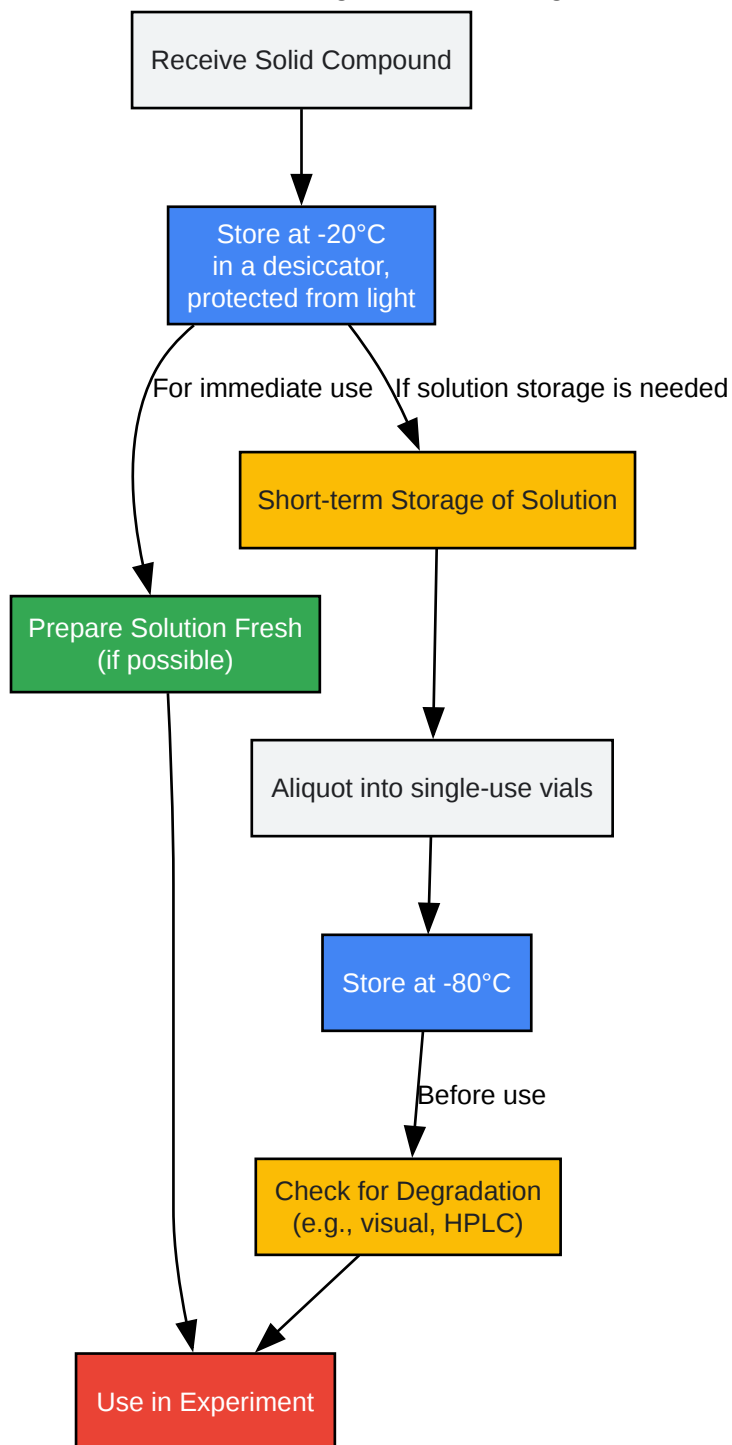 Receive Solid Compound
Store at -20°C
in a desiccator,
protected from light
For immediate use
If solution storage is needed
Short-term Storage of Solution
Prepare Solution Fresh
(if possible)
Aliquot into single-use vials
Store at -80°C
Before use
Check for Degradation
(e.g., visual, HPLC)
Use in Experiment